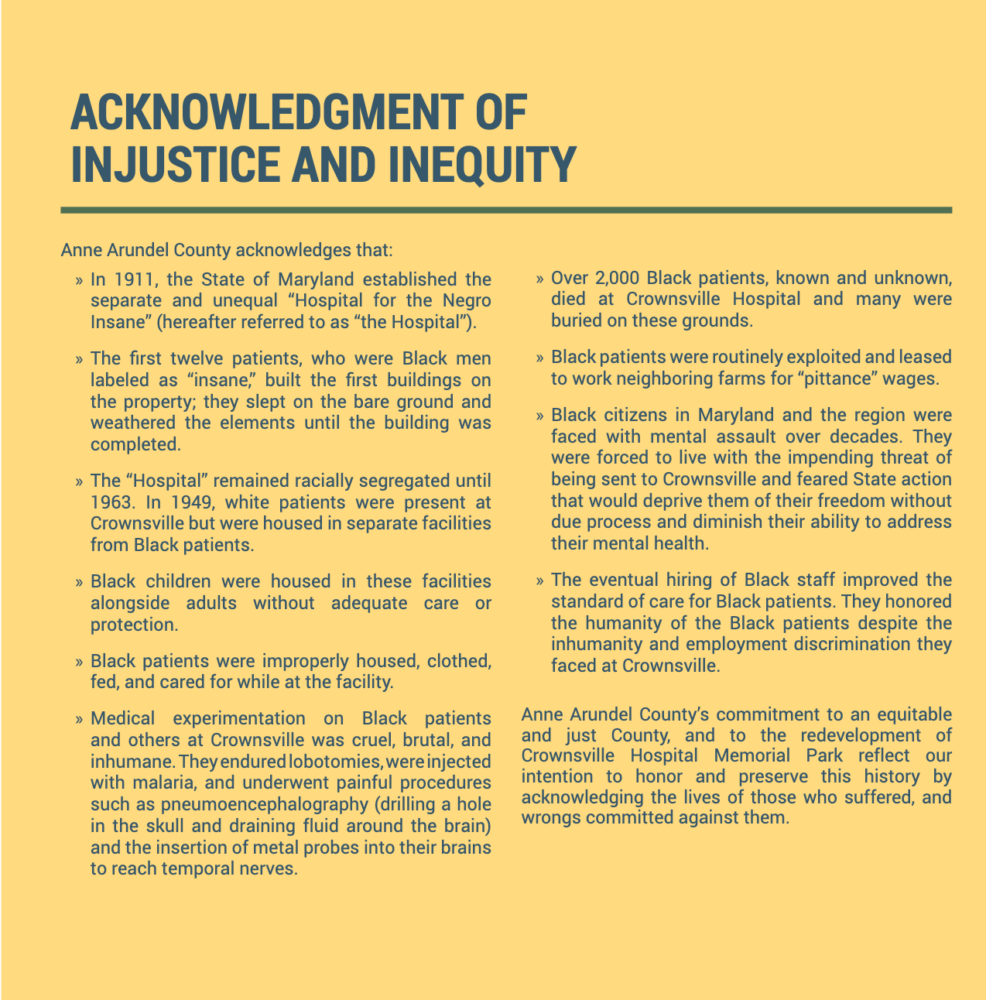 ACKNOWLEDGMENT OF
INJUSTICE AND INEQUITY
Anne Arundel County acknowledges that:
» In 1911, the State of Maryland established the
separate and unequal “Hospital for the Negro
Insane” (hereafter referred to as “the Hospital”).
» The first twelve patients, who were Black men
labeled as “insane,” built the first buildings on
the property; they slept on the bare ground and
weathered the elements until the building was
completed.
» The “Hospital” remained racially segregated until
1963. In 1949, white patients were present at
Crownsville but were housed in separate facilities
from Black patients.
» Black children were housed in these facilities
alongside adults without adequate care or
protection.
» Black patients were improperly housed, clothed,
fed, and cared for while at the facility.
» Medical experimentation on Black patients
and others at Crownsville was cruel, brutal, and
inhumane. They endured lobotomies, were injected
with malaria, and underwent painful procedures
such as pneumoencephalography (drilling a hole
in the skull and draining fluid around the brain)
and the insertion of metal probes into their brains
to reach temporal nerves.
» Over 2,000 Black patients, known and unknown,
died at Crownsville Hospital and many were
buried on these grounds.
» Black patients were routinely exploited and leased
to work neighboring farms for “pittance” wages.
» Black citizens in Maryland and the region were
faced with mental assault over decades. They
were forced to live with the impending threat of
being sent to Crownsville and feared State action
that would deprive them of their freedom without
due process and diminish their ability to address
their mental health.
» The eventual hiring of Black staff improved the
standard of care for Black patients. They honored
the humanity of the Black patients despite the
inhumanity and employment discrimination they
faced at Crownsville.
Anne Arundel County’s commitment to an equitable
and just County, and to the redevelopment of
Crownsville Hospital Memorial Park reflect our
intention to honor and preserve this history by
acknowledging the lives of those who suffered, and
wrongs committed against them.